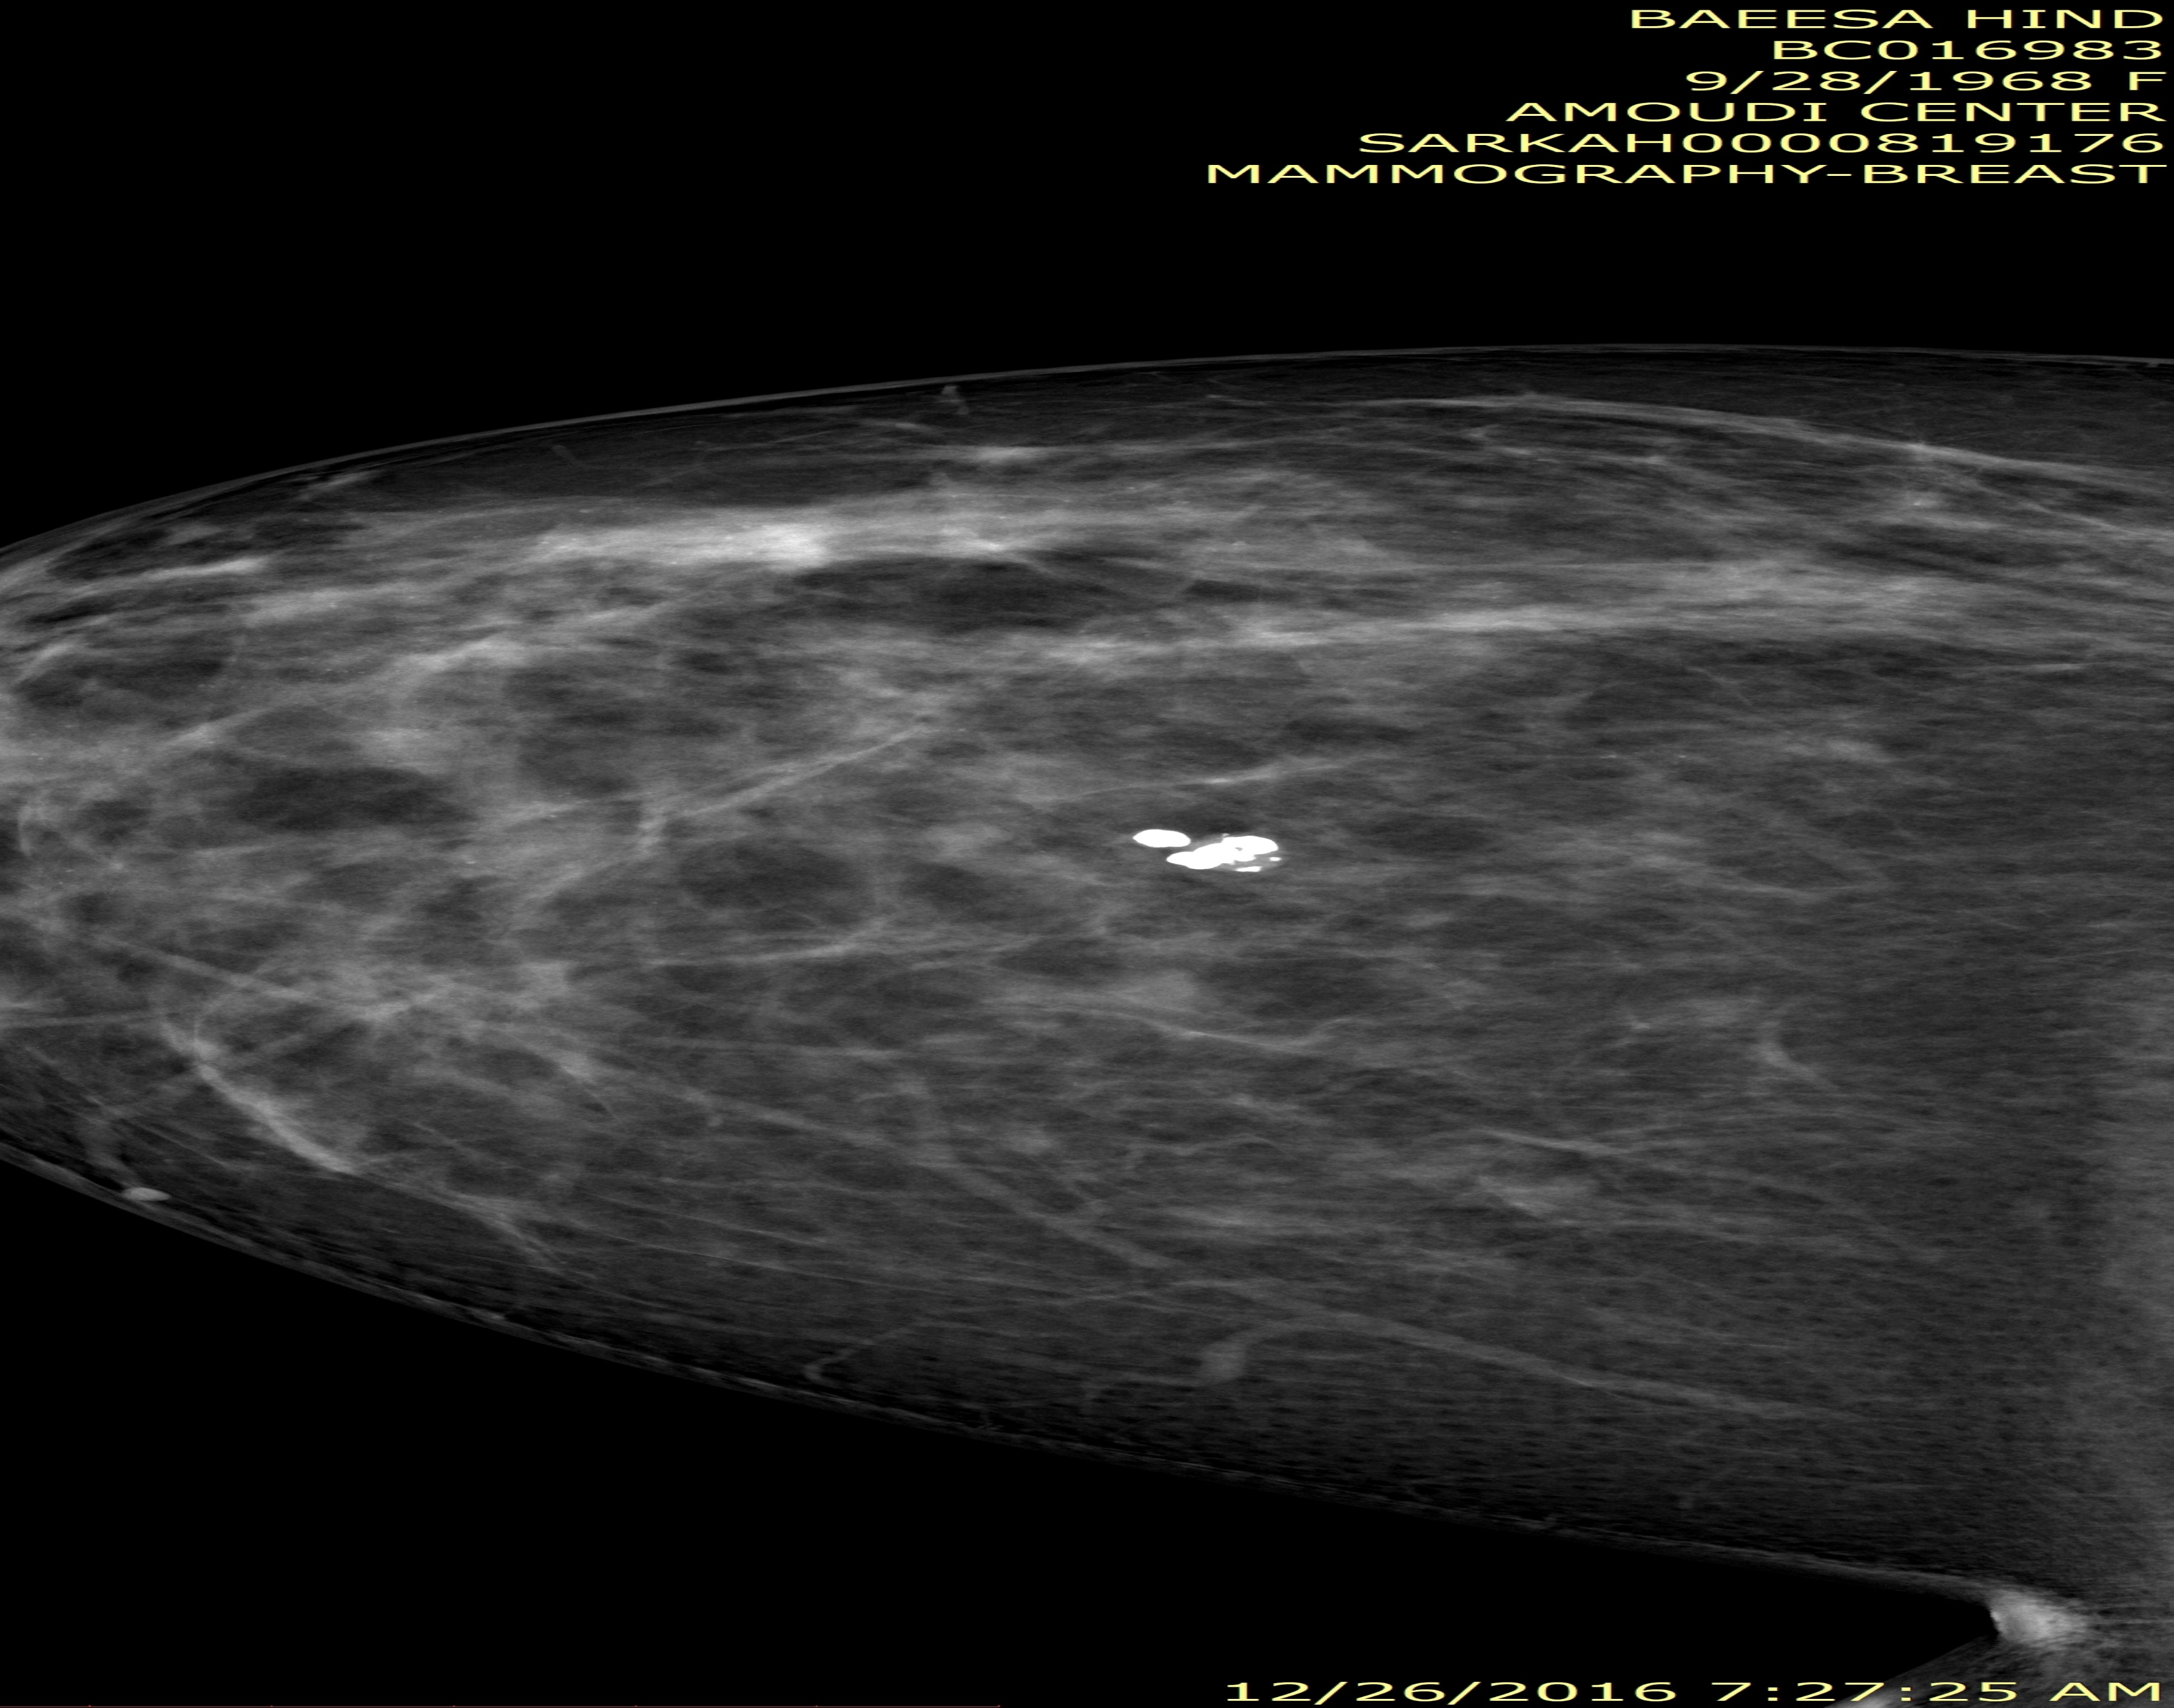 BAEESA HIND
BC016983
9/28/1968 F
AMOUDI CENTER
SARKAH0000819176
MAMMOGRAPHY-BREAST
12/26/2016 7:27:25 AM